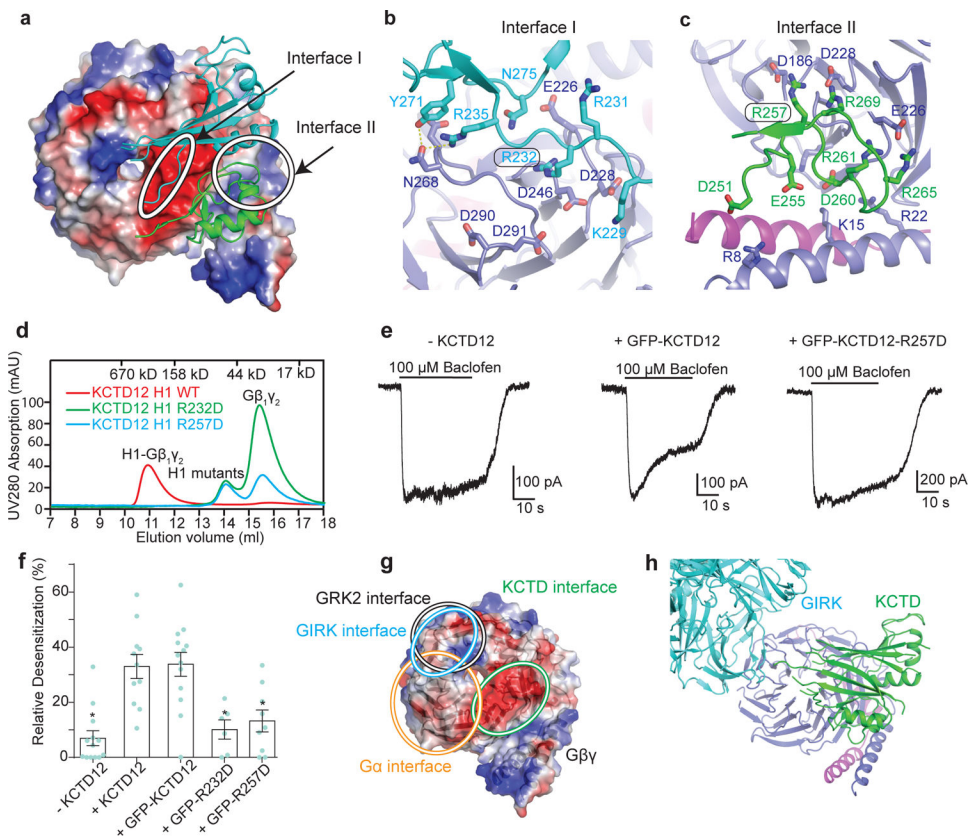 a
Interface I
Interface II
b
Interface I
N275
E226
Y271
R235
R231
R232
N268
D246
D228
D290
D291
K229
c
Interface II
D228
D186
R257
R269
E226
R261
D251
R265
E255
D260
K15
R22
R8
d
670 kD 158 kD 44 kD 17 kD
KCTD12 H1 WT
KCTD12 H1 R232D
KCTD12 H1 R257D
Gβ₁γ₂
H1-Gβ₁γ₂
H1 mutants
UV280 Absorption (mAU)
100
80
60
40
20
0
7 8 9 10 11 12 13 14 15 16 17 18
Elution volume (ml)
e
- KCTD12
100 µM Baclofen
100 pA
10 s
+ GFP-KCTD12
100 µM Baclofen
100 pA
10 s
+ GFP-KCTD12-R257D
100 µM Baclofen
200 pA
10 s
f
Relative Desensitization (%)
60
40
20
0
*
*
*
- KCTD12
+ KCTD12
+ GFP-KCTD12
+ GFP-R232D
+ GFP-R257D
g
GRK2 interface
KCTD interface
GIRK interface
Gα interface
Gβγ
h
GIRK
KCTD